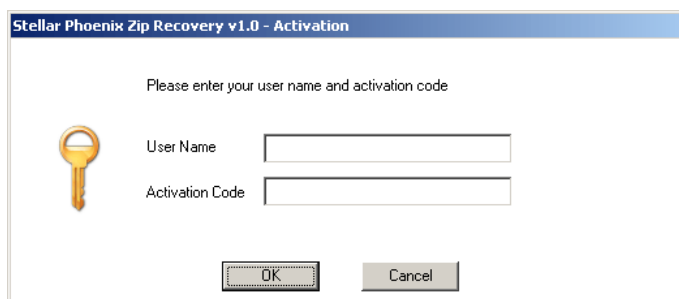 Stellar Phoenix Zip Recovery v1.0 - Activation
Please enter your user name and activation code
User Name
Activation Code
OK
Cancel